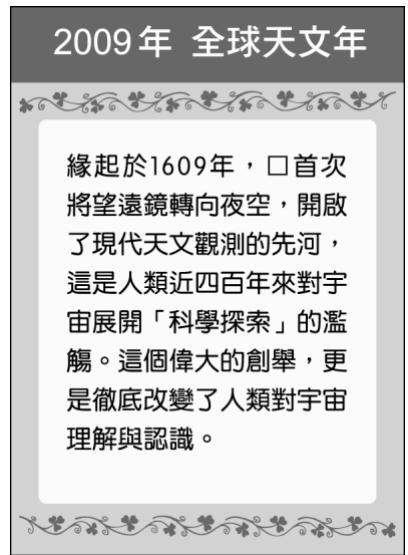 2009年 全球天文年
緣起於1609年，□首次
將望遠鏡轉向夜空，開啟
了現代天文觀測的先河，
這是人類近四百年來對宇
宙展開「科學探索」的濫
觴。這個偉大的創舉，更
是徹底改變了人類對宇宙
理解與認識。